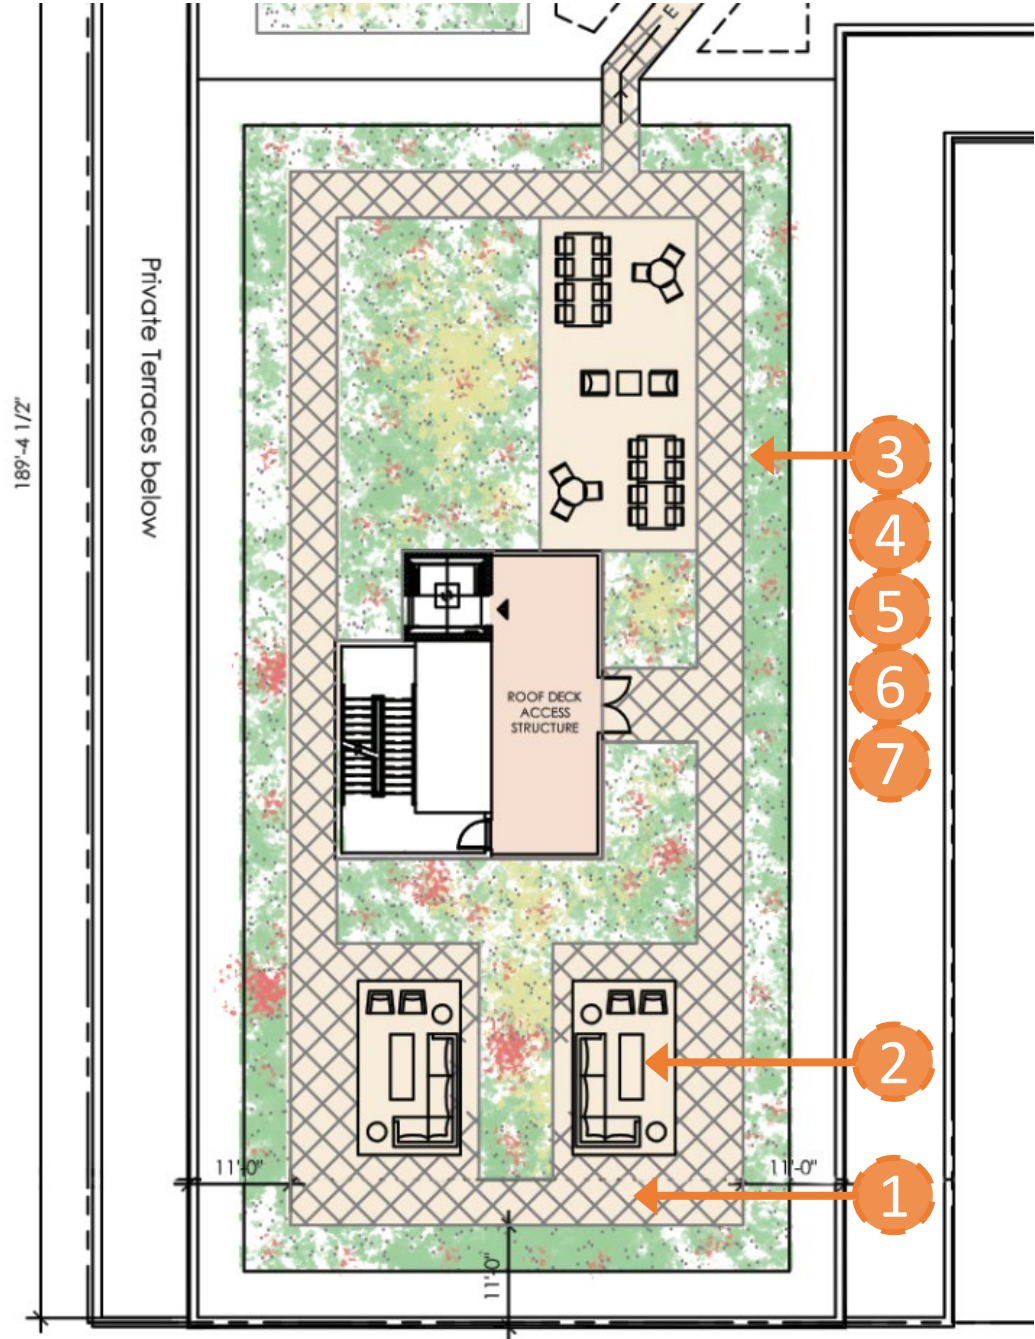 E
Private Terraces below
189'-4 1/2"
3
4
5
6
7
ROOF DECK
ACCESS
STRUCTURE
2
11'-0"
11'-0"
1
11'-0"